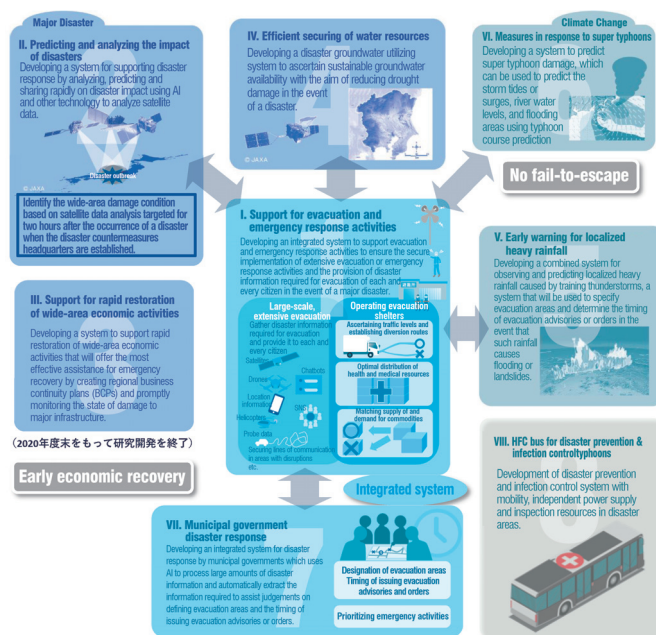 Major Disaster
II. Predicting and analyzing the impact
of disasters
Developing a system for supporting disaster
response by analyzing, predicting and
sharing rapidly on disaster impact using AI
and other technology to analyze satellite
data.
Disaster outbreak
© JAXA
Identify the wide-area damage condition
based on satellite data analysis targeted for
two hours after the occurrence of a disaster
when the disaster countermeasures
headquarters are established.
IV. Efficient securing of water resources
Developing a disaster groundwater utilizing
system to ascertain sustainable groundwater
availability with the aim of reducing drought
damage in the event
of a disaster.
© JAXA
Climate Change
VI. Measures in response to super typhoons
Developing a system to predict
super typhoon damage, which
can be used to predict the
storm tides or
surges, river water
levels, and flooding
areas using typhoon
course prediction
No fail-to-escape
I. Support for evacuation and
emergency response activities
Developing an integrated system to support evacuation
and emergency response activities to ensure the secure
implementation of extensive evacuation or emergency
response activities and the provision of disaster
information required for evacuation of each and
every citizen in the event of a major disaster.
Large-scale,
extensive evacuation
Gather disaster information
required for evacuation
and provide it to each and
every citizen
Satellites
Chatbots
Drones
Location
information
SNS
Helicopters
Probe data
Securing lines of communication
in areas with disruptions
etc.
Operating evacuation
shelters
Ascertaining traffic levels and
establishing diversion routes
Optimal distribution of
health and medical resources
Matching supply of and
demand for commodities
V. Early warning for localized
heavy rainfall
Developing a combined system for
observing and predicting localized heavy
rainfall caused by training thunderstorms, a
system that will be used to specify
evacuation areas and determine the timing
of evacuation advisories or orders in the
event that
such rainfall
causes
flooding or
landslides.
III. Support for rapid restoration
of wide-area economic activities
Developing a system to support rapid
restoration of wide-area economic
activities that will offer the most
effective assistance for emergency
recovery by creating regional business
continuity plans (BCPs) and promptly
monitoring the state of damage to
major infrastructure.
(2020年度末をもって研究開発を終了)
Early economic recovery
Integrated system
VII. Municipal government
disaster response
Developing an integrated system for disaster
response by municipal governments which uses
AI to process large amounts of disaster
information and automatically extract the
information required to assist judgements on
defining evacuation areas and the timing of
issuing evacuation advisories or orders.
Designation of evacuation areas
Timing of issuing evacuation
advisories and orders
Prioritizing emergency activities
VIII. HFC bus for disaster prevention &
infection controltyphoons
Development of disaster prevention
and infection control system with
mobility, independent power supply
and inspection resources in disaster
areas.